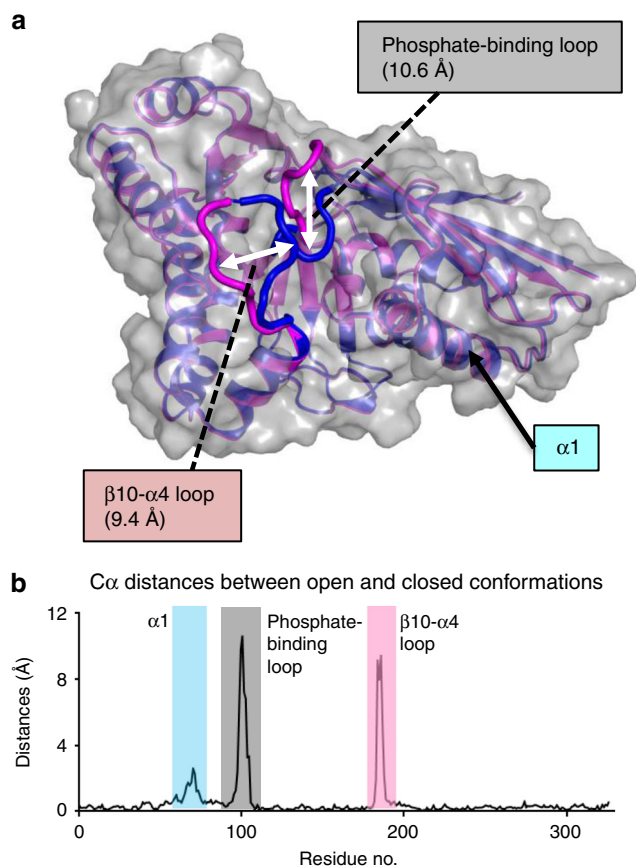 a
Phosphate-binding loop
(10.6 Å)
α1
β10-α4 loop
(9.4 Å)
b
Cα distances between open and closed conformations
12
8
4
0
Distances (Å)
α1
Phosphate-
binding
loop
β10-α4
loop
0
100
200
300
Residue no.